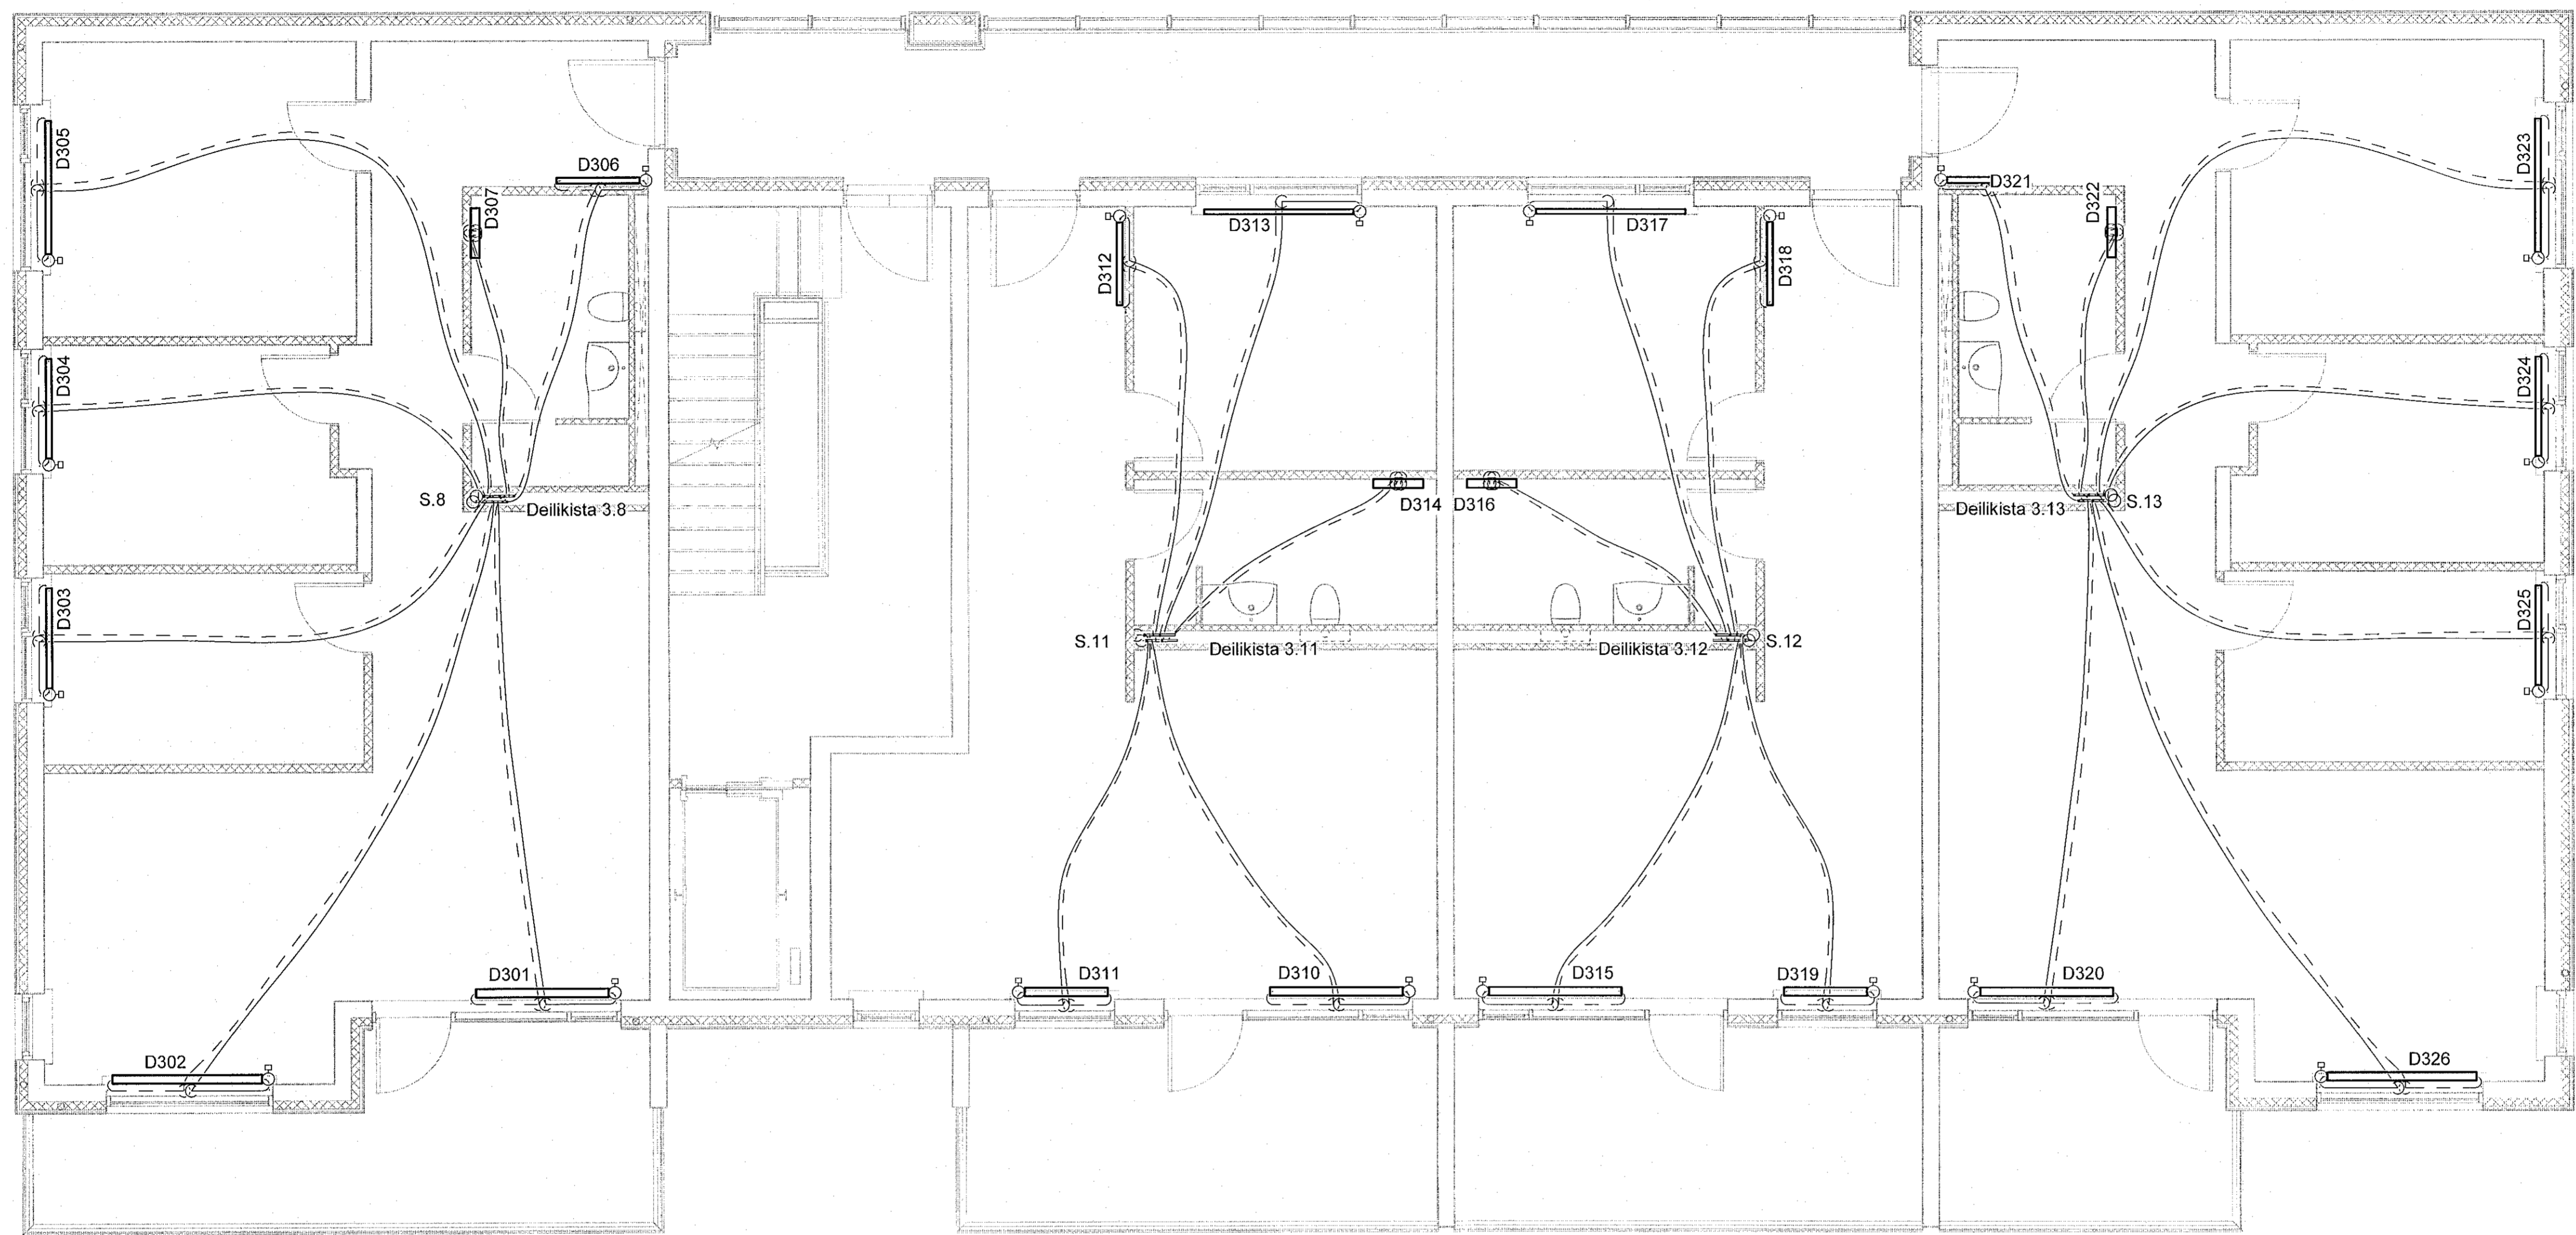 D305
D306
D307
D321
D322
D323
D313
D317
D312
D318
D304
D324
S.8
Deilikista 3.8
D314
D316
Deilikista 3.13
S.13
D303
D325
S.11
Deilikista 3.11
Deilikista 3.12
S.12
D301
D311
D310
D315
D319
D320
D302
D326